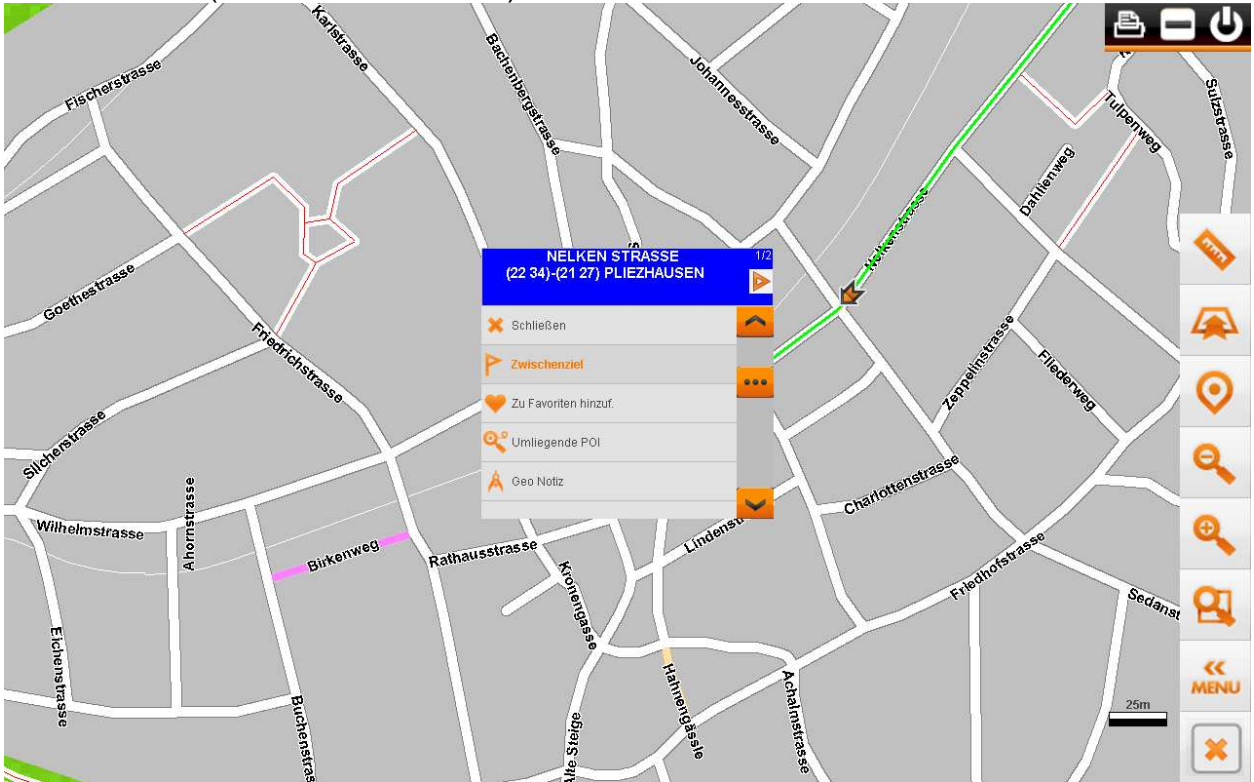 Karlstrasse
Bachenbergstrasse
Johannesstrasse
Fischerstrasse
Sulzstrasse
Tulpenweg
Dahlienweg
Nelkenstrasse
NELKEN STRASSE
1/2
(22 34)-(21 27) PLIEZHAUSEN
Schließen
Zwischenziel
Zu Favoriten hinzuf.
Umliegende POI
Geo Notiz
Goethestrasse
Friedrichstrasse
Zeppelinstrasse
Fliederweg
Silcherstrasse
Charlottenstrasse
Wilhelmstrasse
Ahornstrasse
Birkenweg
Rathausstrasse
Lindenst
Kronengasse
Friedhofstrasse
Sedanst
Eichenstrasse
Buchenstras
Hahnengässle
Achalmstrasse
Alte Steige
MENU
25m